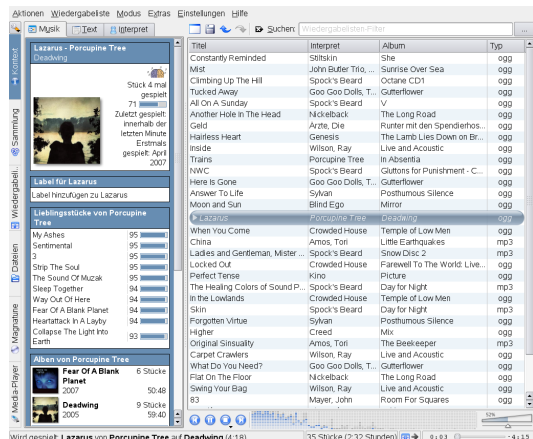 Aktionen Wiedergabeliste Modus Extras Einstellungen Hilfe
Musik Text Interpret
Suchen: Wiedergabelisten-Filter ...
Kontext
Sammlung
Wiedergabeli...
Dateien
Magnatune
Media-Player
Lazarus - Porcupine Tree
Deadwing
Stück 4 mal
gespielt
71
Zuletzt gespielt:
innerhalb der
letzten Minute
Erstmals
gespielt: April
2007
Label für Lazarus
Label hinzufügen zu Lazarus
Lieblingsstücke von Porcupine
Tree
My Ashes 95
Sentimental 95
3 95
Strip The Soul 95
The Sound Of Muzak 95
Sleep Together 94
Way Out Of Here 94
Fear Of A Blank Planet 94
Heartattack In A Layby 94
Collapse The Light Into
Earth 93
Alben von Porcupine Tree
Fear Of A Blank 6 Stücke
Planet
2007 50:48
Deadwing 9 Stücke
2005 59:40
Titel Interpret Album Typ
Constantly Reminded Stiltskin She ogg
Mist John Butler Trio, ... Sunrise Over Sea ogg
Climbing Up The Hill Spock's Beard Octane CD1 ogg
Tucked Away Goo Goo Dolls, T... Gutterflower ogg
All On A Sunday Spock's Beard V ogg
Another Hole In The Head Nickelback The Long Road ogg
Geld Ärzte, Die Runter mit den Spendierhos... ogg
Hairless Heart Genesis The Lamb Lies Down on Br... ogg
Inside Wilson, Ray Live and Acoustic ogg
Trains Porcupine Tree In Absentia ogg
NWC Spock's Beard Gluttons for Punishment - C... ogg
Here Is Gone Goo Goo Dolls, T... Gutterflower ogg
Answer To Life Sylvan Posthumous Silence ogg
Moon and Sun Blind Ego Mirror ogg
Lazarus Porcupine Tree Deadwing ogg
When You Come Crowded House Temple of Low Men ogg
China Amos, Tori Little Earthquakes mp3
Ladies and Gentleman, Mister ... Spock's Beard Snow Disc 2 mp3
Locked Out Crowded House Farewell To The World: Live... ogg
Perfect Tense Kino Picture ogg
The Healing Colors of Sound P... Spock's Beard Day for Night mp3
In the Lowlands Crowded House Temple of Low Men ogg
Skin Spock's Beard Day for Night mp3
Forgotten Virtue Sylvan Posthumous Silence ogg
Higher Creed Mix ogg
Original Sinsuality Amos, Tori The Beekeeper mp3
Carpet Crawlers Wilson, Ray Live and Acoustic ogg
What Do You Need? Goo Goo Dolls, T... Gutterflower ogg
Flat On The Floor Nickelback The Long Road ogg
Swing Your Bag Wilson, Ray Live and Acoustic ogg
83 Mayer, John Room For Squares ogg
52%
Wird gespielt: Lazarus von Porcupine Tree auf Deadwing (4:18) 35 Stücke (2:32 Stunden) 0:03 -4:15